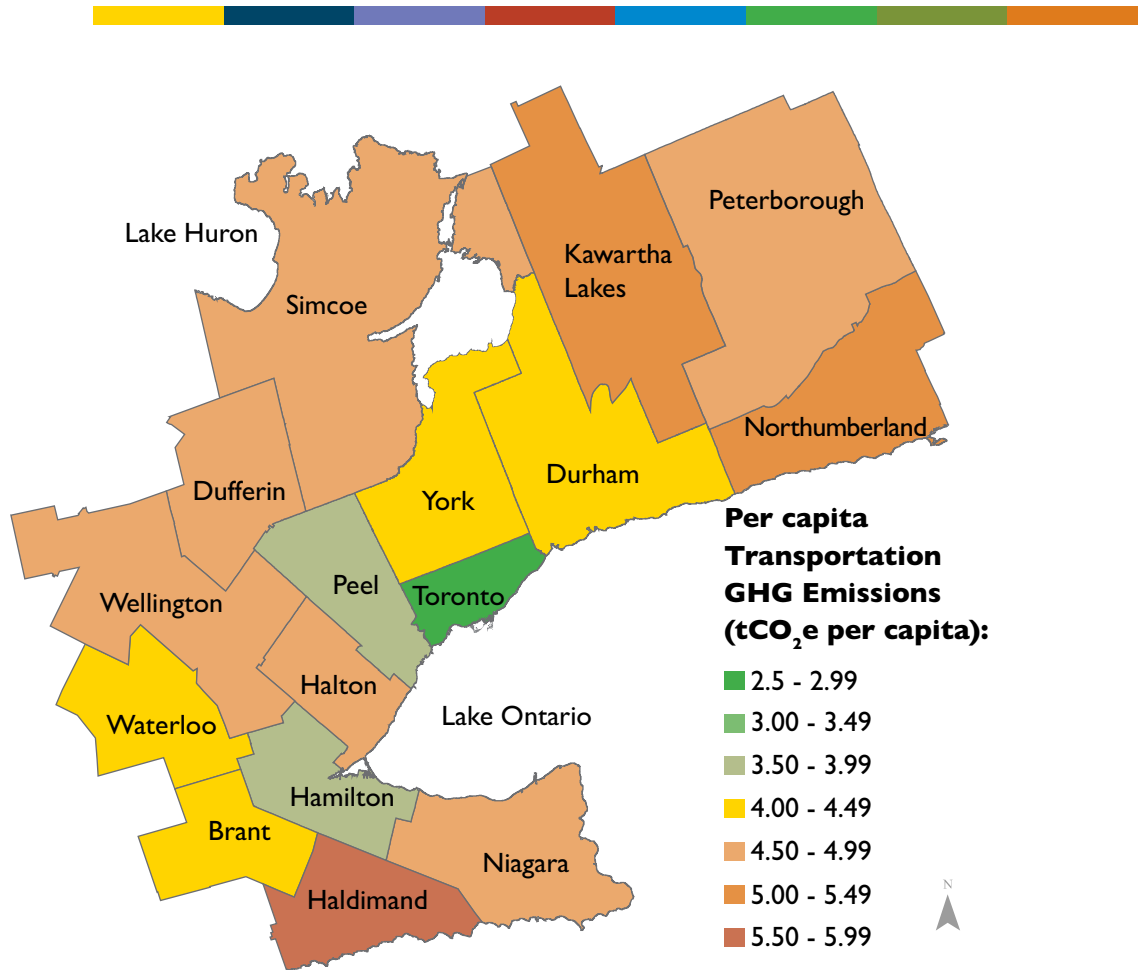 Peterborough
Lake Huron
Kawartha
Lakes
Simcoe
Northumberland
Durham
Dufferin
York
Per capita
Transportation
GHG Emissions
(tCO₂e per capita):
Peel
Toronto
Wellington
Halton
Lake Ontario
Waterloo
Hamilton
Brant
Niagara
Haldimand
2.5 - 2.99
3.00 - 3.49
3.50 - 3.99
4.00 - 4.49
4.50 - 4.99
5.00 - 5.49
5.50 - 5.99
N